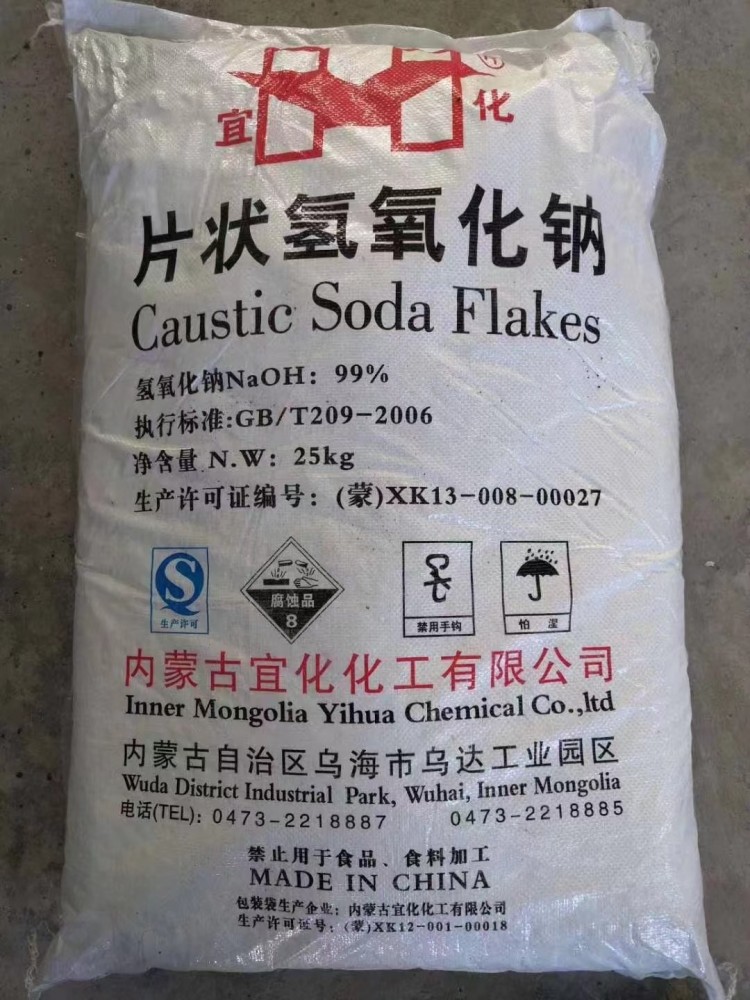 宜 化
片状氢氧化钠
Caustic Soda Flakes
氢氧化钠NaOH: 99%
执行标准:GB/T209-2006
净含量 N.W: 25kg
生产许可证编号: (蒙)XK13-008-00027
S
生产许可
腐蚀品
8
禁用手钩
怕 湿
内蒙古宜化化工有限公司
Inner Mongolia Yihua Chemical Co.,ltd
内蒙古自治区乌海市乌达工业园区
Wuda District Industrial Park, Wuhai, Inner Mongolia
电话(TEL): 0473-2218887 0473-2218885
禁止用于食品、食料加工
MADE IN CHINA
包装袋生产企业: 内蒙古宜化化工有限公司
生产许可证号: (蒙)XK12-001-00018